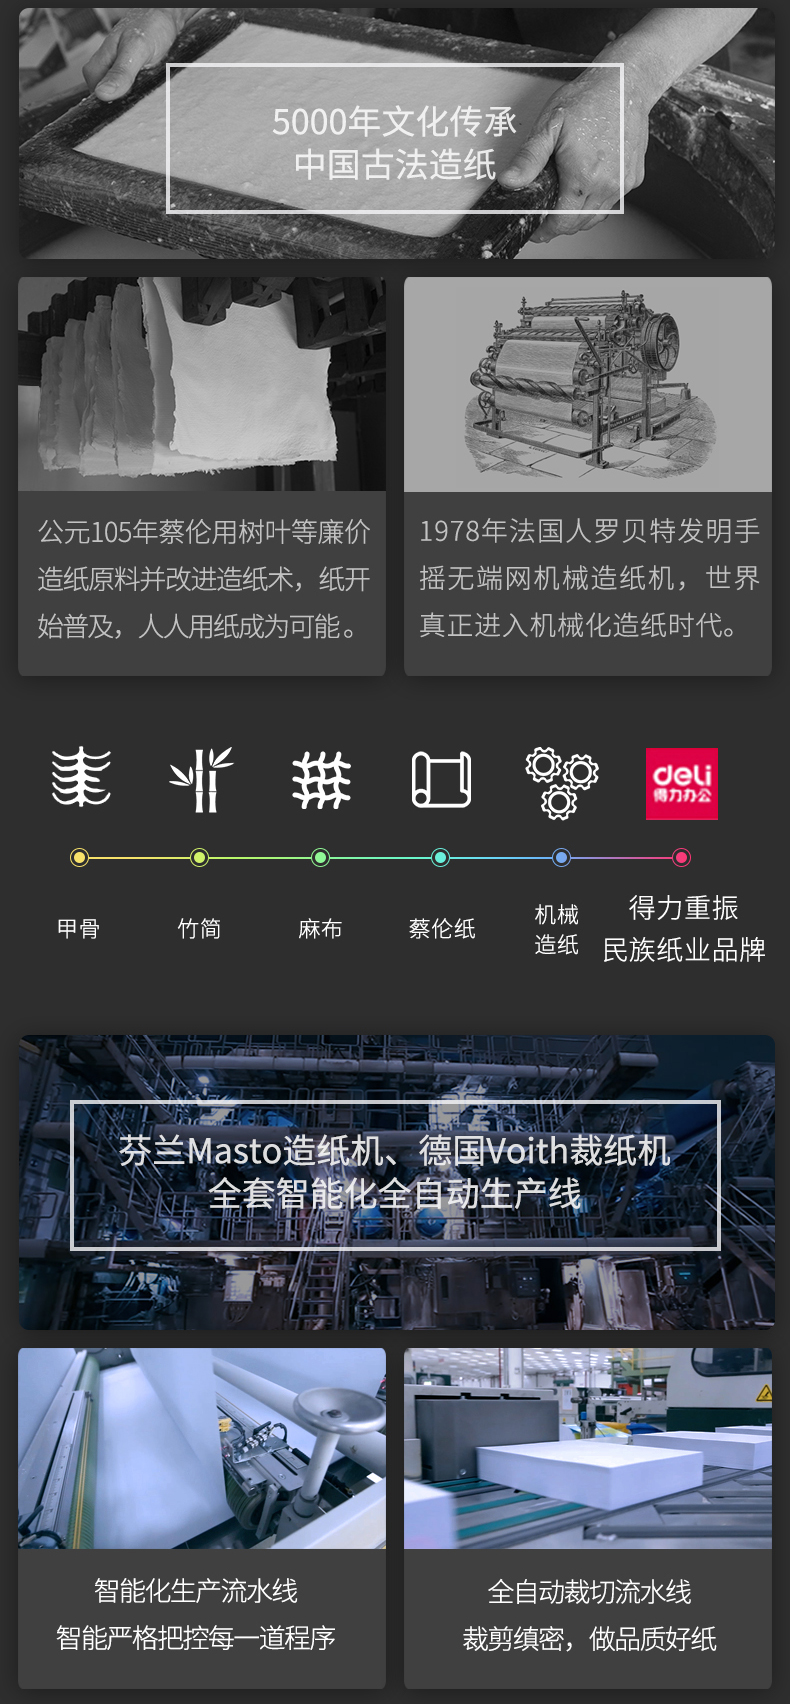 5000年文化传承
中国古法造纸
公元105年蔡伦用树叶等廉价
造纸原料并改进造纸术，纸开
始普及，人人用纸成为可能。
1978年法国人罗贝特发明手
摇无端网机械造纸机，世界
真正进入机械化造纸时代。
deli
得力办公
甲骨
竹简
麻布
蔡伦纸
机械
造纸
得力重振
民族纸业品牌
芬兰Masto造纸机、德国Voith裁纸机
全套智能化全自动生产线
智能化生产流水线
智能严格把控每一道程序
全自动裁切流水线
裁剪缜密，做品质好纸